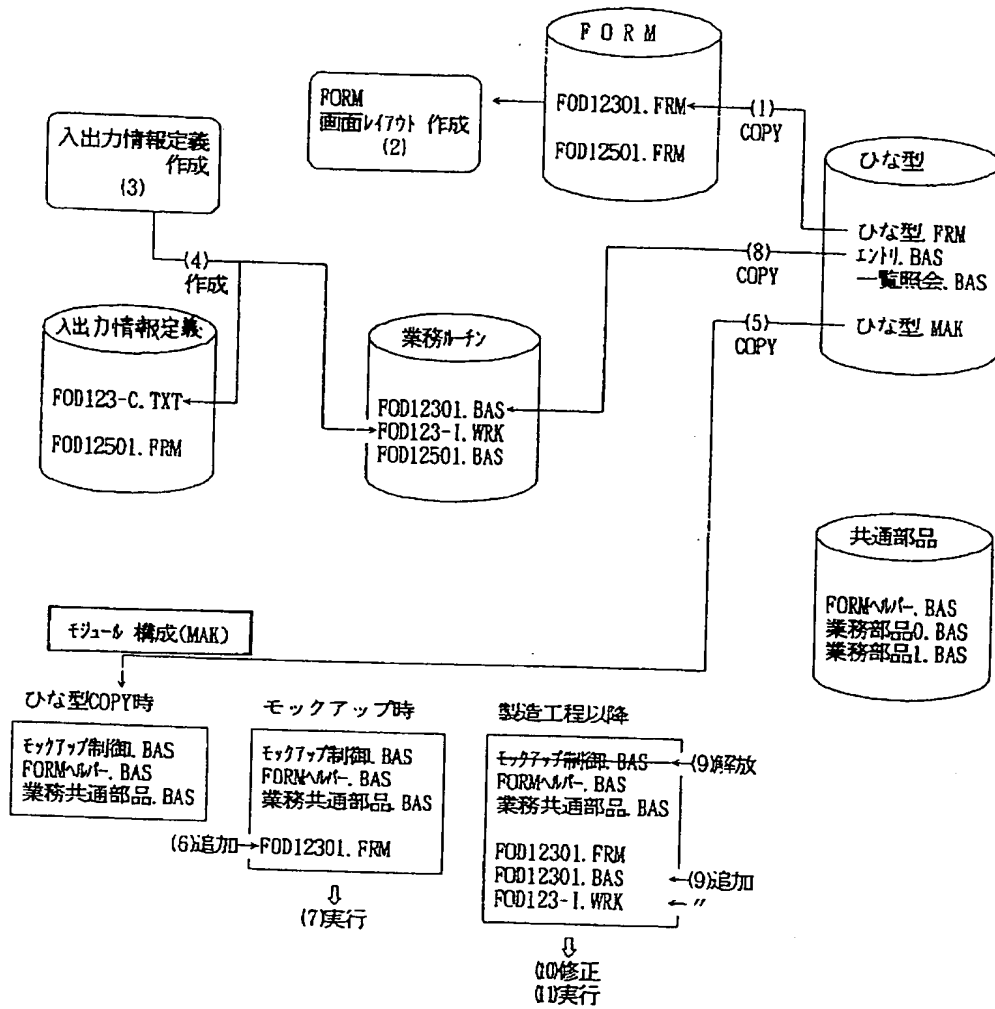 FORM
FOD12301.FRM
FOD12501.FRM
(1)
COPY
FORM
画面レイアウト 作成
(2)
入出力情報定義
作成
(3)
ひな型
ひな型.FRM
エントリ.BAS
一覧照会.BAS
ひな型.MAK
(4)
作成
(8)
COPY
(5)
COPY
入出力情報定義
FOD123-C.TXT
FOD12501.FRM
業務ルーチン
FOD12301.BAS
FOD123-I.WRK
FOD12501.BAS
共通部品
FORMヘルパー.BAS
業務部品0.BAS
業務部品1.BAS
モジュール 構成(MAK)
ひな型COPY時
モックアップ制御.BAS
FORMヘルパー.BAS
業務共通部品.BAS
モックアップ時
モックアップ制御.BAS
FORMヘルパー.BAS
業務共通部品.BAS
(6)追加
FOD12301.FRM
(7)実行
製造工程以降
モックアップ制御.BAS
(9)解放
FORMヘルパー.BAS
業務共通部品.BAS
FOD12301.FRM
FOD12301.BAS
(9)追加
FOD123-I.WRK
〃
(10)修正
(11)実行